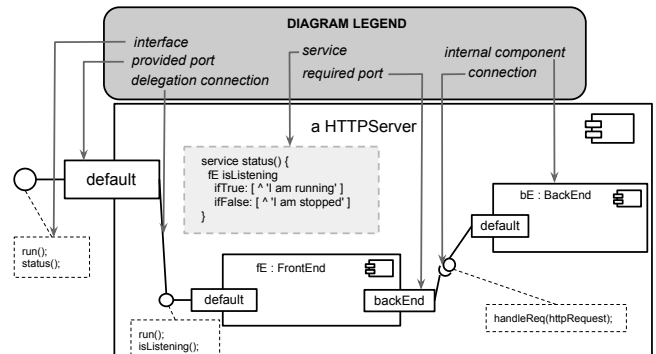 DIAGRAM LEGEND
interface
provided port
delegation connection
service
required port
internal component
connection
a HTTPServer
default
service status() {
fE isListening
ifTrue: [ ^ 'I am running' ]
ifFalse: [ ^ 'I am stopped' ]
}
bE : BackEnd
default
run();
status();
fE : FrontEnd
default
backEnd
handleReq(httpRequest);
run();
isListening();